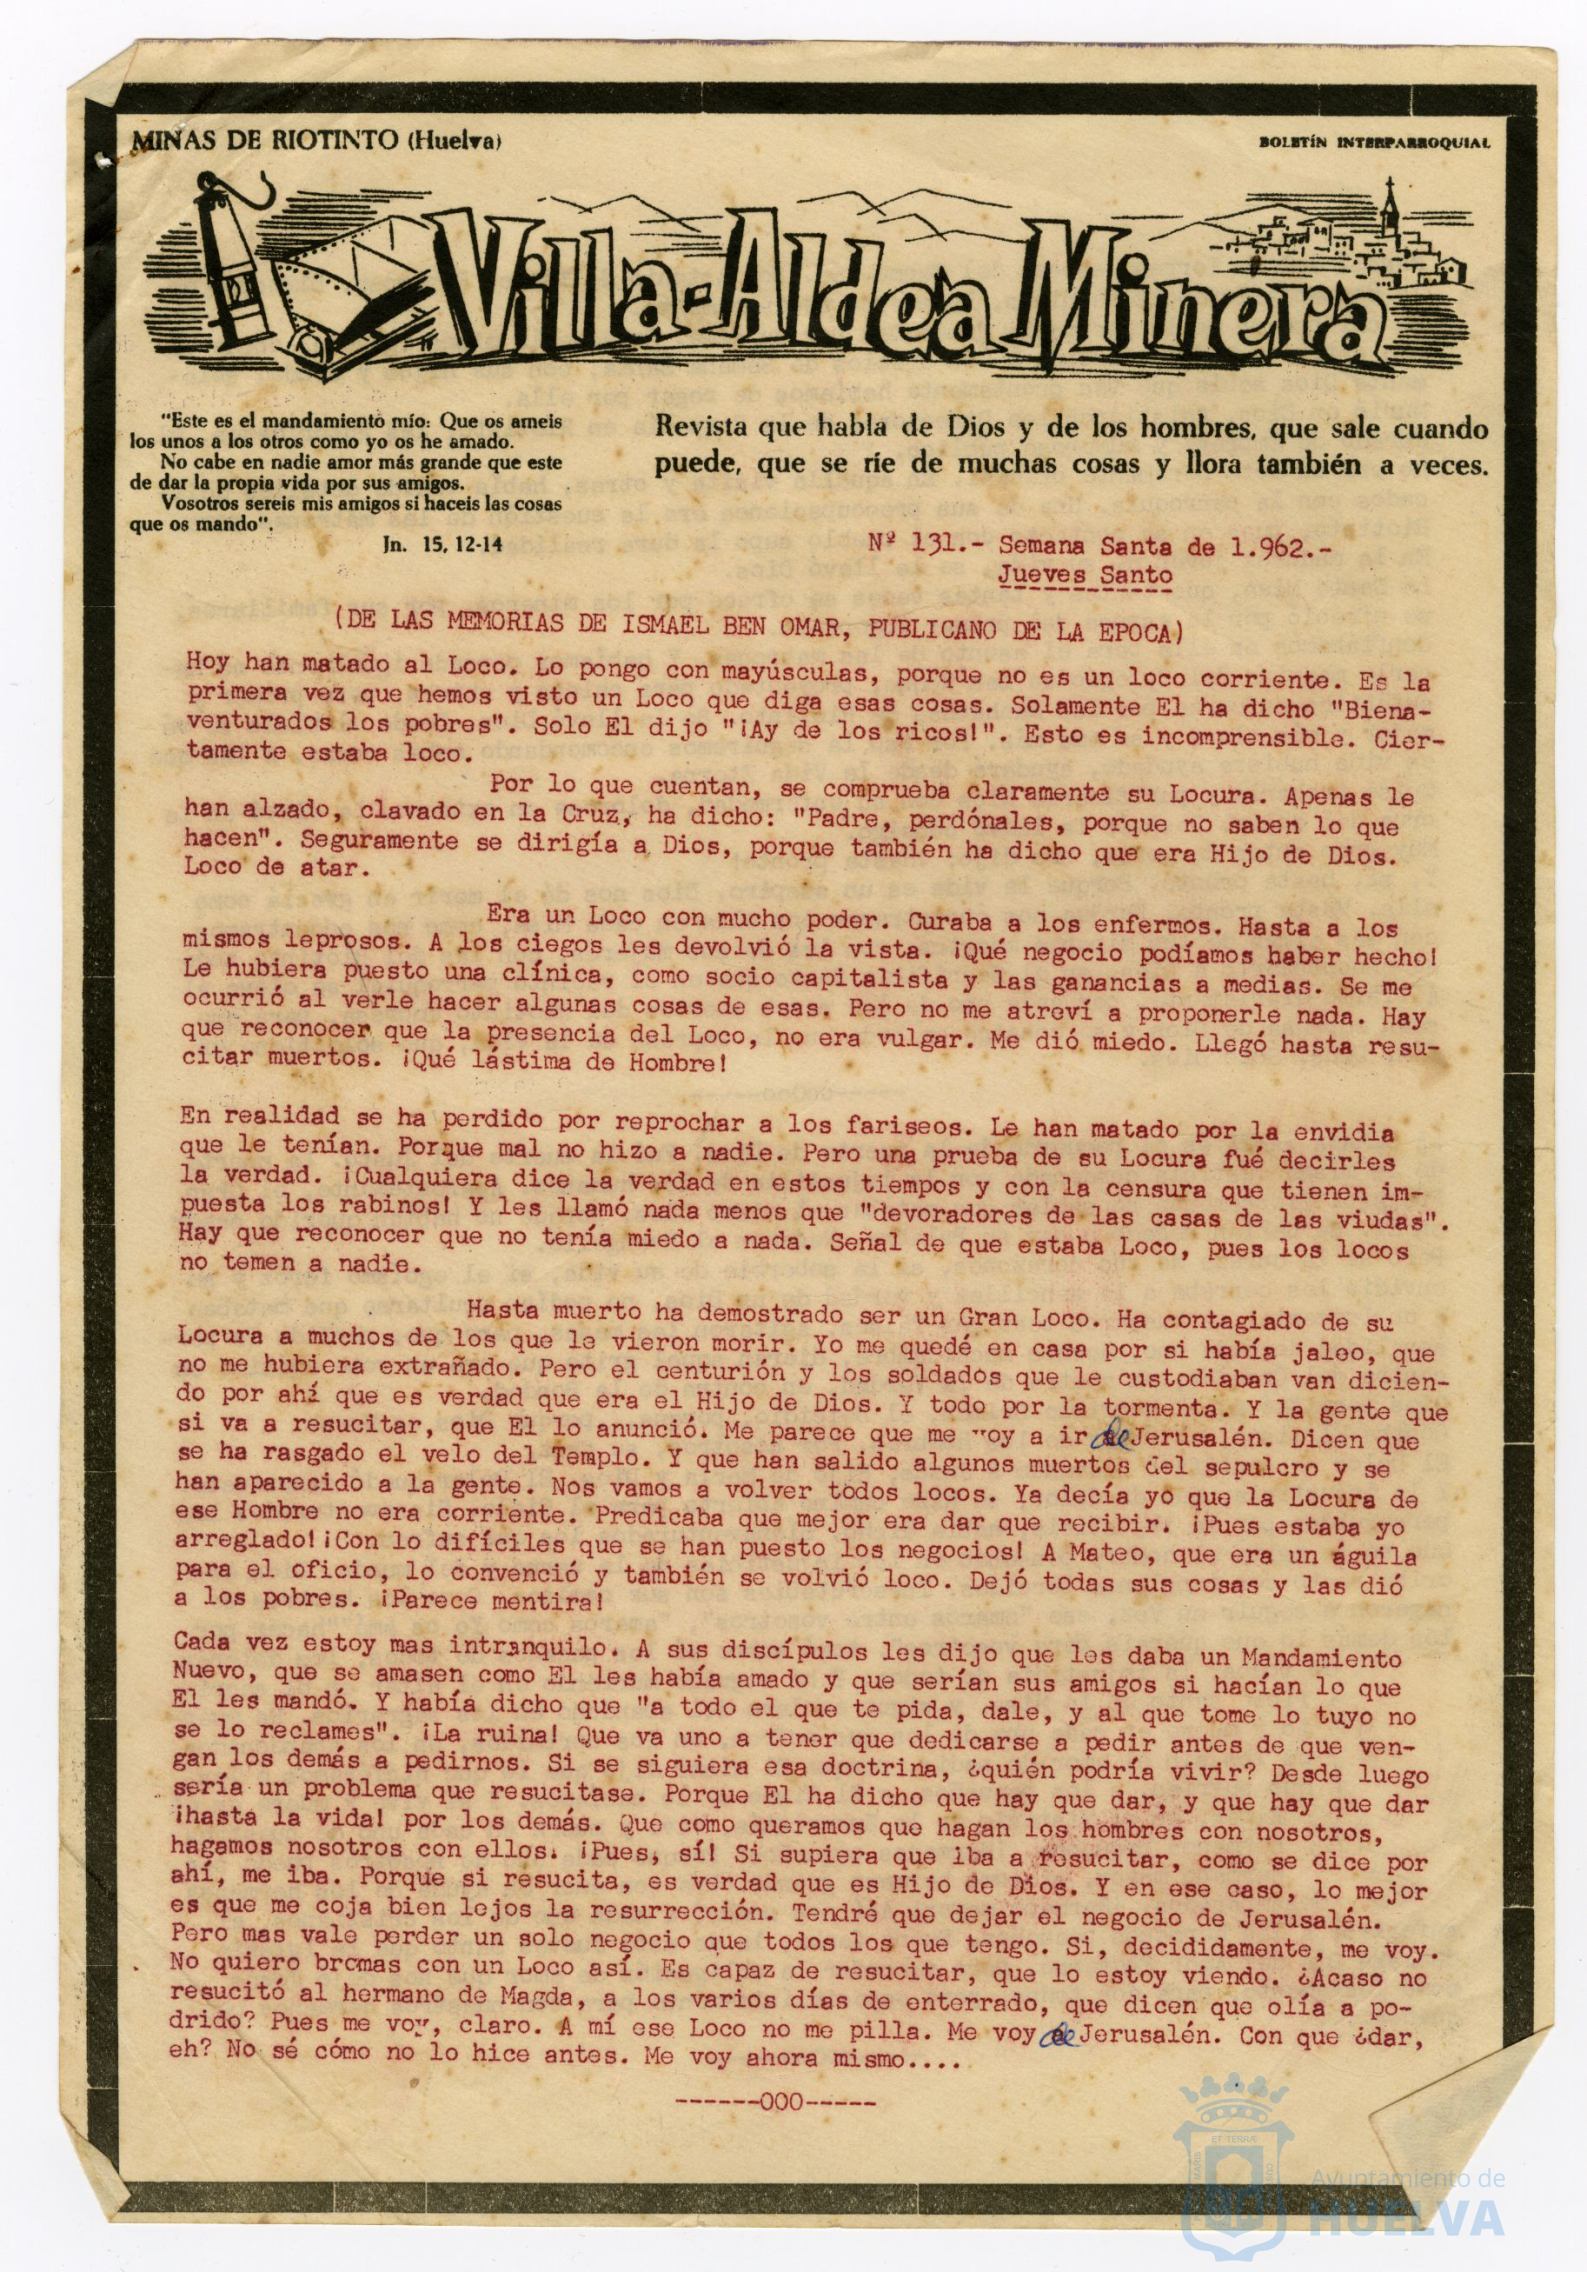 MINAS DE RIOTINTO (Huelva)
BOLETÍN INTERPARROQUIAL
Villa-Aldea Minera
"Este es el mandamiento mío: Que os ameis
los unos a los otros como yo os he amado.
No cabe en nadie amor más grande que este
de dar la propia vida por sus amigos.
Vosotros sereis mis amigos si haceis las cosas
que os mando".
Jn. 15, 12-14
Revista que habla de Dios y de los hombres, que sale cuando
puede, que se ríe de muchas cosas y llora también a veces.
Nº 131.- Semana Santa de 1.962.-
Jueves Santo
(DE LAS MEMORIAS DE ISMAEL BEN OMAR, PUBLICANO DE LA EPOCA)
Hoy han matado al Loco. Lo pongo con mayúsculas, porque no es un loco corriente. Es la
primera vez que hemos visto un Loco que diga esas cosas. Solamente El ha dicho "Biena-
venturados los pobres". Solo El dijo "¡Ay de los ricos!". Esto es incomprensible. Cier-
tamente estaba loco.
Por lo que cuentan, se comprueba claramente su Locura. Apenas le
han alzado, clavado en la Cruz, ha dicho: "Padre, perdónales, porque no saben lo que
hacen". Seguramente se dirigía a Dios, porque también ha dicho que era Hijo de Dios.
Loco de atar.
Era un Loco con mucho poder. Curaba a los enfermos. Hasta a los
mismos leprosos. A los ciegos les devolvió la vista. ¡Qué negocio podíamos haber hecho!
Le hubiera puesto una clínica, como socio capitalista y las ganancias a medias. Se me
ocurrió al verle hacer algunas cosas de esas. Pero no me atreví a proponerle nada. Hay
que reconocer que la presencia del Loco, no era vulgar. Me dió miedo. Llegó hasta resu-
citar muertos. ¡Qué lástima de Hombre!
En realidad se ha perdido por reprochar a los fariseos. Le han matado por la envidia
que le tenían. Porque mal no hizo a nadie. Pero una prueba de su Locura fué decirles
la verdad. ¡Cualquiera dice la verdad en estos tiempos y con la censura que tienen im-
puesta los rabinos! Y les llamó nada menos que "devoradores de las casas de las viudas".
Hay que reconocer que no tenía miedo a nada. Señal de que estaba Loco, pues los locos
no temen a nadie.
Hasta muerto ha demostrado ser un Gran Loco. Ha contagiado de su
Locura a muchos de los que le vieron morir. Yo me quedé en casa por si había jaleo, que
no me hubiera extrañado. Pero el centurión y los soldados que le custodiaban van dicien-
do por ahí que es verdad que era el Hijo de Dios. Y todo por la tormenta. Y la gente que
si va a resucitar, que El lo anunció. Me parece que me voy a ir de Jerusalén. Dicen que
se ha rasgado el velo del Templo. Y que han salido algunos muertos del sepulcro y se
han aparecido a la gente. Nos vamos a volver todos locos. Ya decía yo que la Locura de
ese Hombre no era corriente. Predicaba que mejor era dar que recibir. ¡Pues estaba yo
arreglado! ¡Con lo difíciles que se han puesto los negocios! A Mateo, que era un águila
para el oficio, lo convenció y también se volvió loco. Dejó todas sus cosas y las dió
a los pobres. ¡Parece mentira!
Cada vez estoy mas intranquilo. A sus discípulos les dijo que les daba un Mandamiento
Nuevo, que se amasen como El les había amado y que serían sus amigos si hacían lo que
El les mandó. Y había dicho que "a todo el que te pida, dale, y al que tome lo tuyo no
se lo reclames". ¡La ruina! Que va uno a tener que dedicarse a pedir antes de que ven-
gan los demás a pedirnos. Si se siguiera esa doctrina, ¿quién podría vivir? Desde luego
sería un problema que resucitase. Porque El ha dicho que hay que dar, y que hay que dar
¡hasta la vida! por los demás. Que como queramos que hagan los hombres con nosotros,
hagamos nosotros con ellos. ¡Pues, sí! Si supiera que iba a resucitar, como se dice por
ahí, me iba. Porque si resucita, es verdad que es Hijo de Dios. Y en ese caso, lo mejor
es que me coja bien lejos la resurrección. Tendré que dejar el negocio de Jerusalén.
Pero mas vale perder un solo negocio que todos los que tengo. Si, decididamente, me voy.
No quiero bromas con un Loco así. Es capaz de resucitar, que lo estoy viendo. ¿Acaso no
resucitó al hermano de Magda, a los varios días de enterrado, que dicen que olía a po-
drido? Pues me voy, claro. A mí ese Loco no me pilla. Me voy de Jerusalén. Con que ¿dar,
eh? No sé cómo no lo hice antes. Me voy ahora mismo....
------000-----
ET TERRÆ
MARIS
CUSTO
Ayuntamiento de
HUELVA